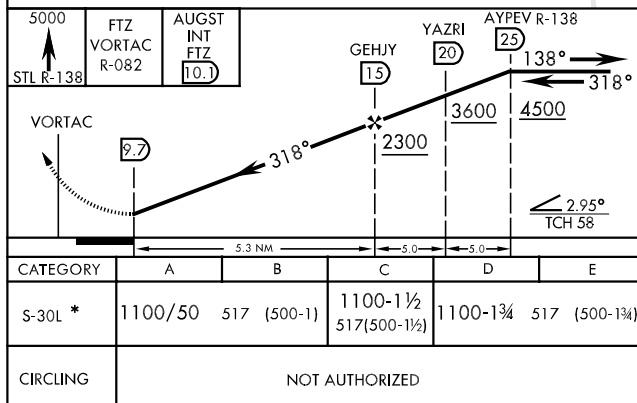 5000
STL R-138
FTZ
VORTAC
R-082
AUGST
INT
FTZ
10.1
VORTAC
9.7
GEHJY
15
YAZRI
20
AYPEV R-138
25
138°
318°
318°
2300
3600
4500
2.95°
TCH 58
5.3 NM
5.0
5.0
CATEGORY A B C D E
S-30L * 1100/50 517 (500-1) 1100-1½ 1100-1¾ 517 (500-1¾)
517(500-1½)
CIRCLING NOT AUTHORIZED